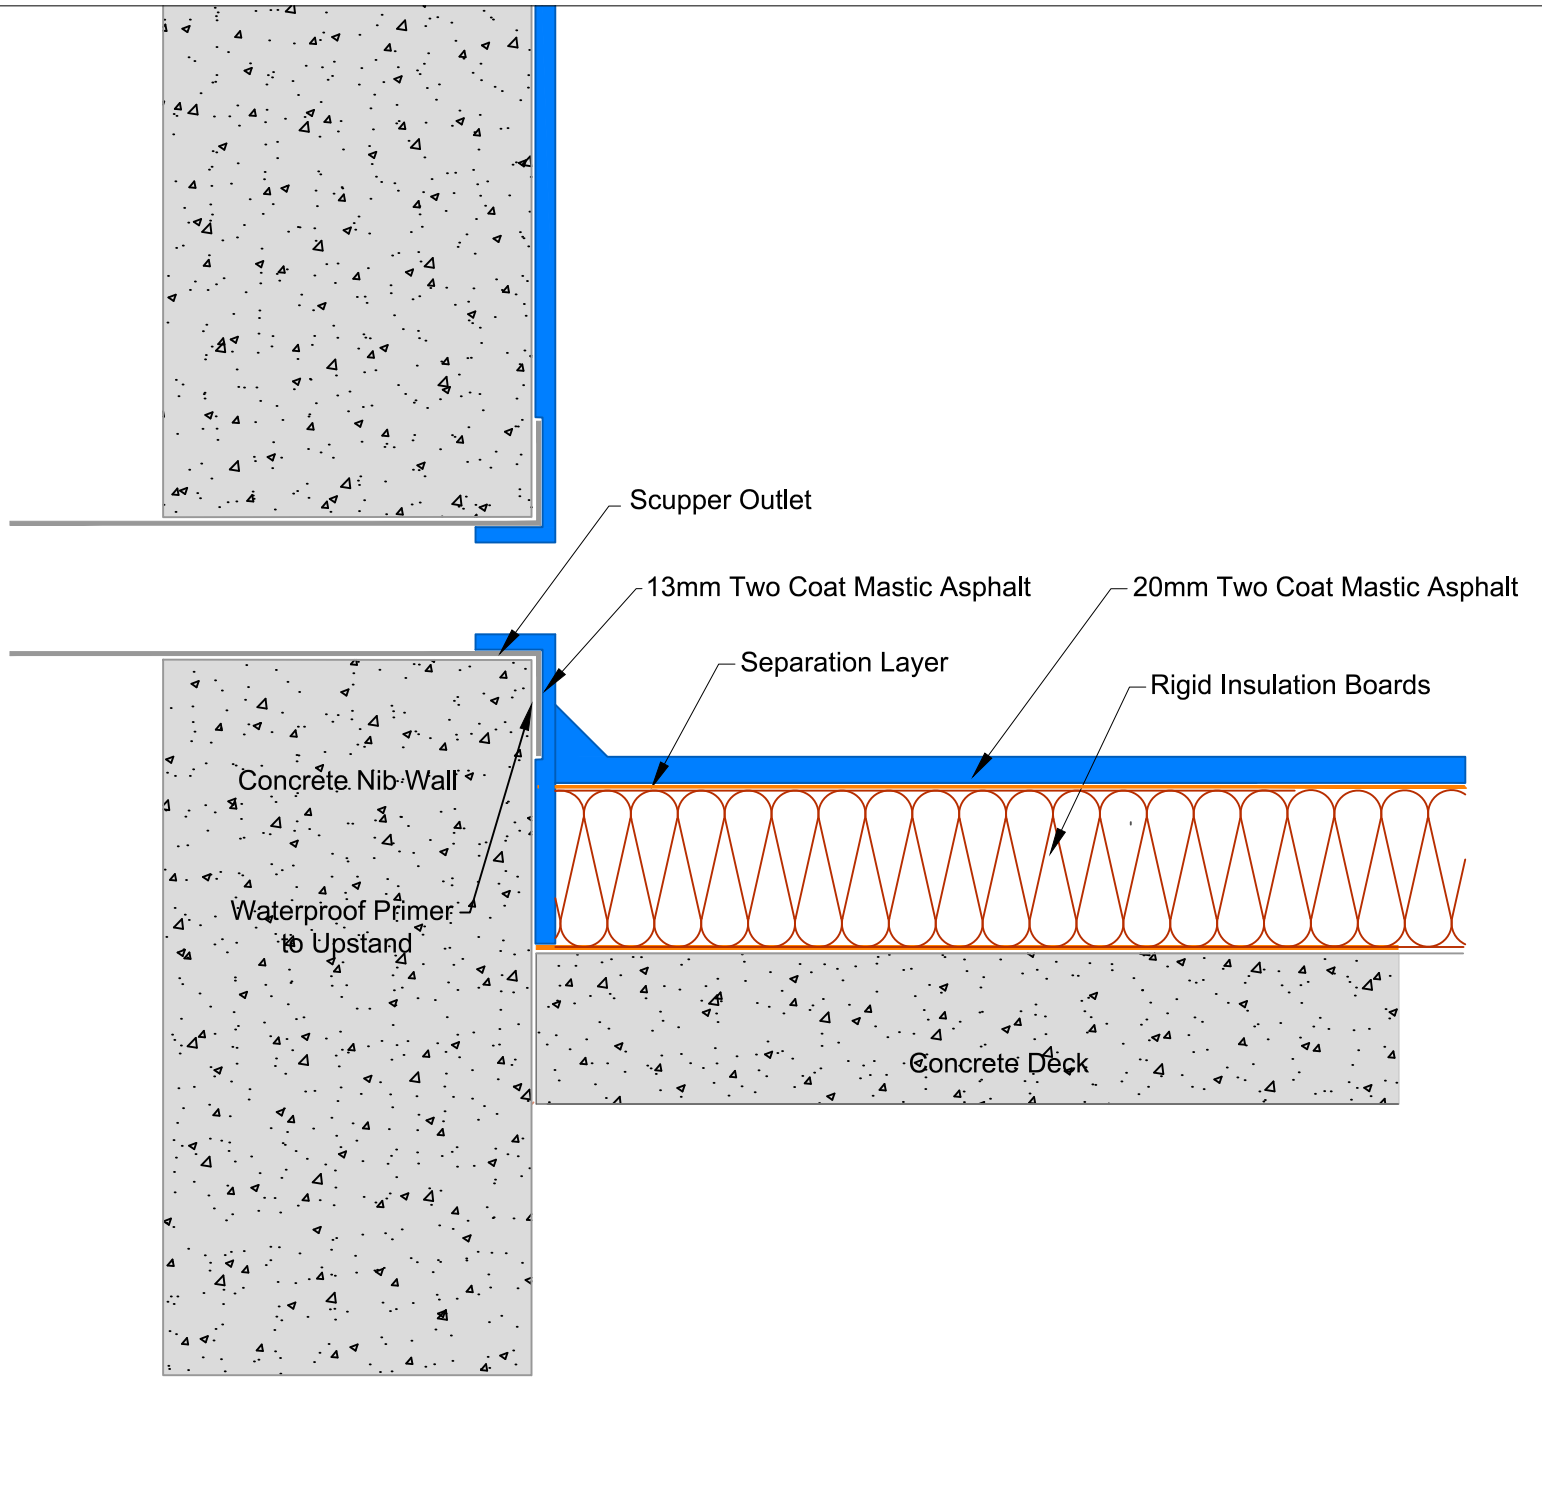 Scupper Outlet
13mm Two Coat Mastic Asphalt
20mm Two Coat Mastic Asphalt
Separation Layer
Rigid Insulation Boards
Concrete Nib Wall
Waterproof Primer
to Upstand
Concrete Deck